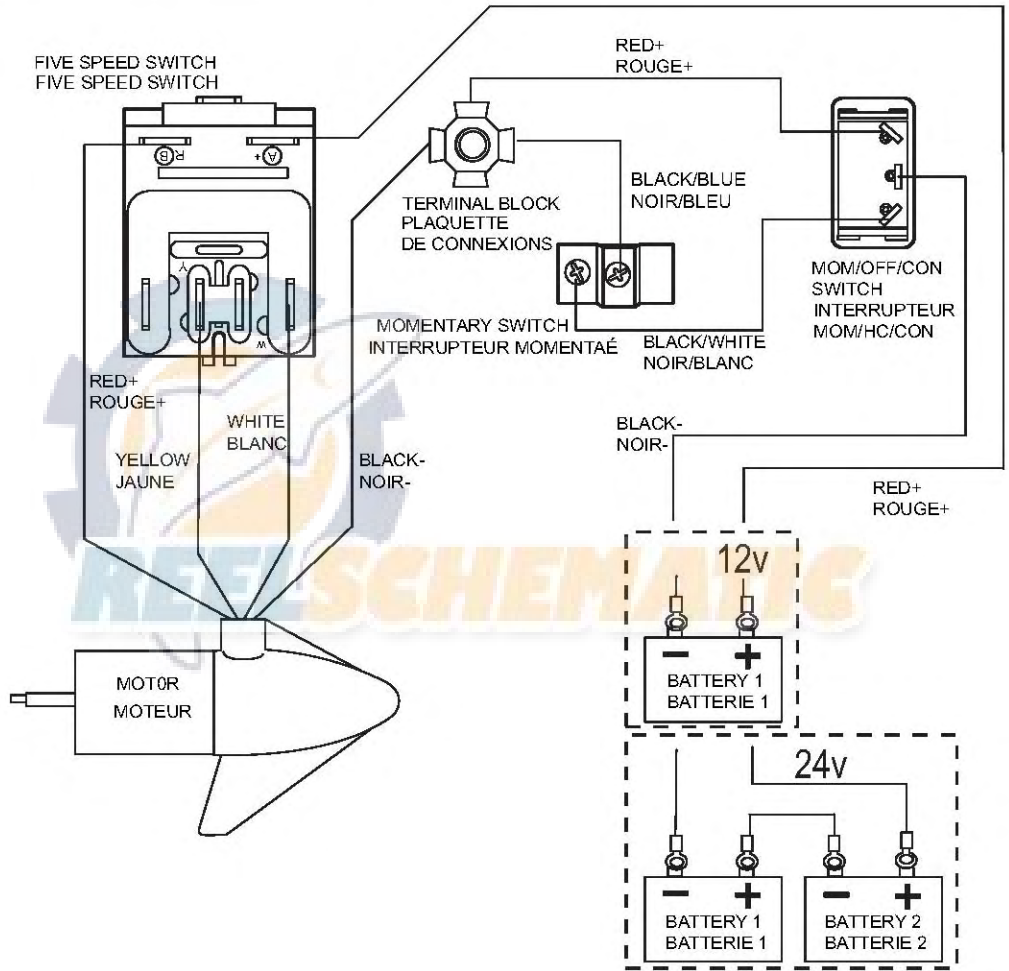 FIVE SPEED SWITCH
FIVE SPEED SWITCH
RED+
ROUGE+
R B
A +
TERMINAL BLOCK
PLAQUETTE
DE CONNEXIONS
BLACK/BLUE
NOIR/BLEU
MOM/OFF/CON
SWITCH
INTERRUPTEUR
MOM/HC/CON
Y
W
MOMENTARY SWITCH
INTERRUPTEUR MOMENTAÉ
BLACK/WHITE
NOIR/BLANC
RED+
ROUGE+
WHITE
BLANC
YELLOW
JAUNE
BLACK-
NOIR-
BLACK-
NOIR-
RED+
ROUGE+
REELSCHEMATIC
12v
MOT0R
MOTEUR
- +
BATTERY 1
BATTERIE 1
24v
- +
BATTERY 1
BATTERIE 1
- +
BATTERY 2
BATTERIE 2